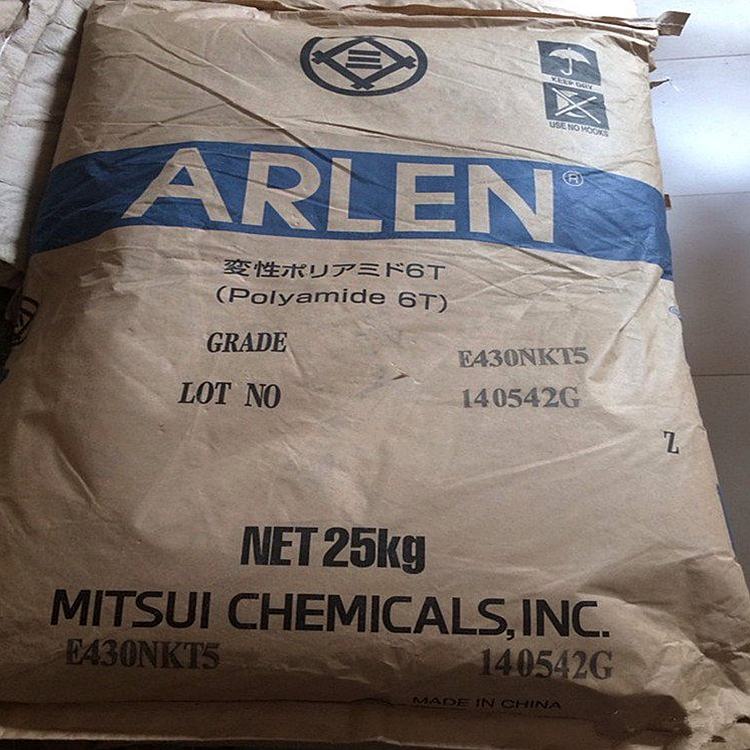 KEEP DRY
USE NO HOOKS
ARLEN®
変性ポリアミド6T
(Polyamide 6T)
GRADE E430NKT5
LOT NO 140542G
Z
NET 25kg
MITSUI CHEMICALS, INC.
E430NKT5 140542G
MADE IN CHINA